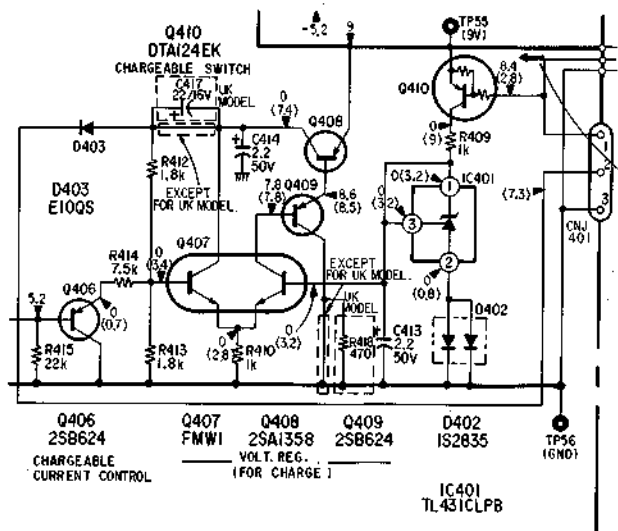 Q410
DTA124EK
CHARGEABLE SWITCH
-5.2
9
TP55
(9V)
C417
22/16V
UK
MODEL
0
(7.4)
Q408
Q410
8.4
(2.8)
D403
R412
1.8k
C414
2.2
50V
0
(9)
R409
1k
D403
E10QS
EXCEPT
FOR UK MODEL.
7.8
(7.8)
Q409
8.6
(8.5)
0(3.2)
IC401
1
0
(3.2)
3
(7.3)
1
2
3
CNJ
401
R414
7.5k
0
(3.4)
Q407
EXCEPT
FOR UK MODEL.
2
5.2
Q406
0
(0.7)
UK
MODEL
0
(0.8)
D402
0
(2.8)
R410
1k
0
(3.2)
R418
470
C413
2.2
50V
R415
22k
R413
1.8k
Q406
2SB624
Q407
FMW1
Q408
2SA1358
Q409
2SB624
D402
1S2835
TP56
(GND)
CHARGEABLE
CURRENT CONTROL
VOLT. REG.
(FOR CHARGE)
IC401
TL431CLPB